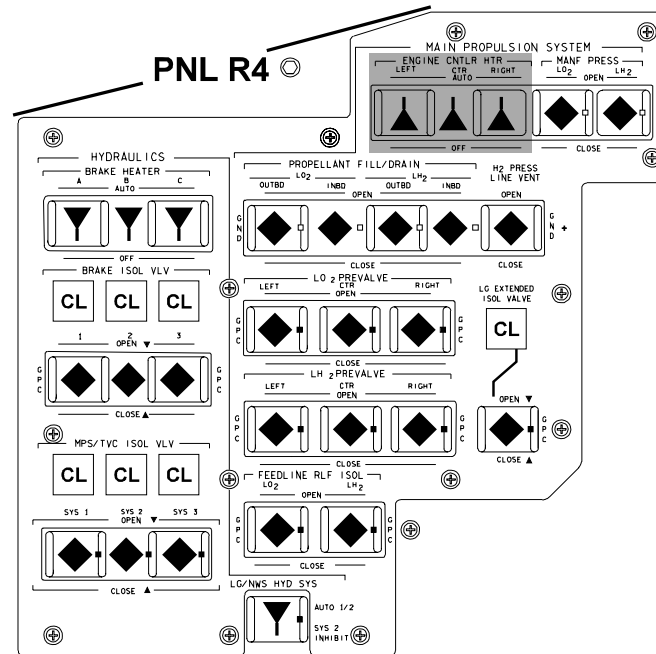 PNL R4
MAIN PROPULSION SYSTEM
ENGINE CNTLR HTR
LEFT CTR RIGHT
AUTO
OFF
MANF PRESS
LO2 LH2
OPEN
CLOSE
HYDRAULICS
BRAKE HEATER
A B C
AUTO
OFF
BRAKE ISOL VLV
CL CL CL
1 2 3
OPEN ▼
GPC GPC
CLOSE ▲
MPS/TVC ISOL VLV
CL CL CL
SYS 1 SYS 2 SYS 3
OPEN ▼
CLOSE ▲
PROPELLANT FILL/DRAIN
LO2 LH2
OUTBD INBD OUTBD INBD
OPEN
GND
CLOSE CLOSE
H2 PRESS
LINE VENT
OPEN
GND +
CLOSE
LO2 PREVALVE
LEFT CTR RIGHT
OPEN
GPC GPC
CLOSE
LH2 PREVALVE
LEFT CTR RIGHT
OPEN
GPC GPC
CLOSE
LG EXTENDED
ISOL VALVE
CL
OPEN ▼
GPC
CLOSE ▲
FEEDLINE RLF ISOL
LO2 LH2
OPEN
GPC GPC
CLOSE
LG/NWS HYD SYS
AUTO 1/2
SYS 2
INHIBIT